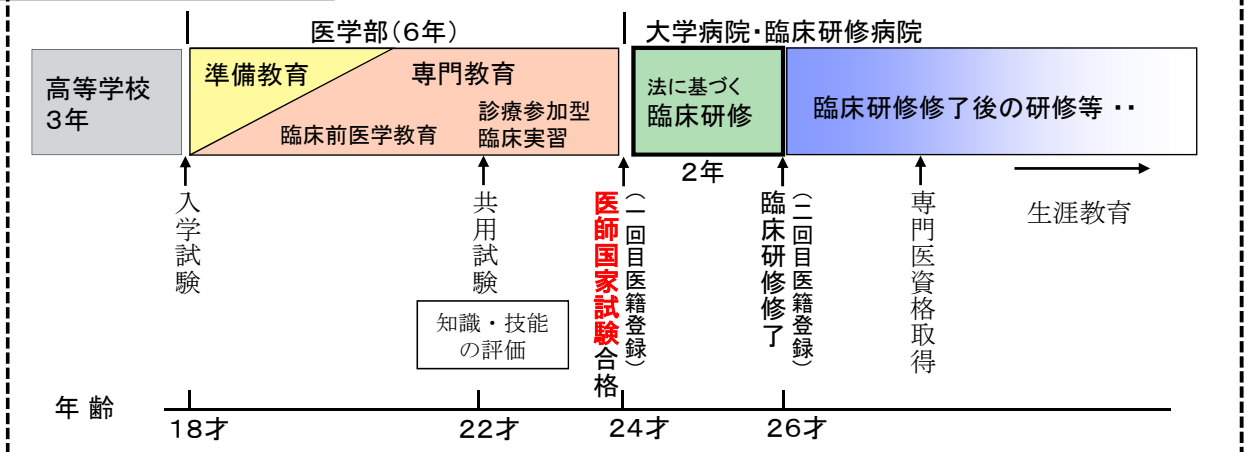 医学部（6年）
大学病院・臨床研修病院
高等学校
3年
準備教育
専門教育
臨床前医学教育
診療参加型
臨床実習
法に基づく
臨床研修
臨床研修修了後の研修等 ・・
2年
入学試験
共用試験
知識・技能
の評価
医師国家試験合格
（一回目医籍登録）
臨床研修修了
（二回目医籍登録）
専門医資格取得
生涯教育
年 齢
18才
22才
24才
26才